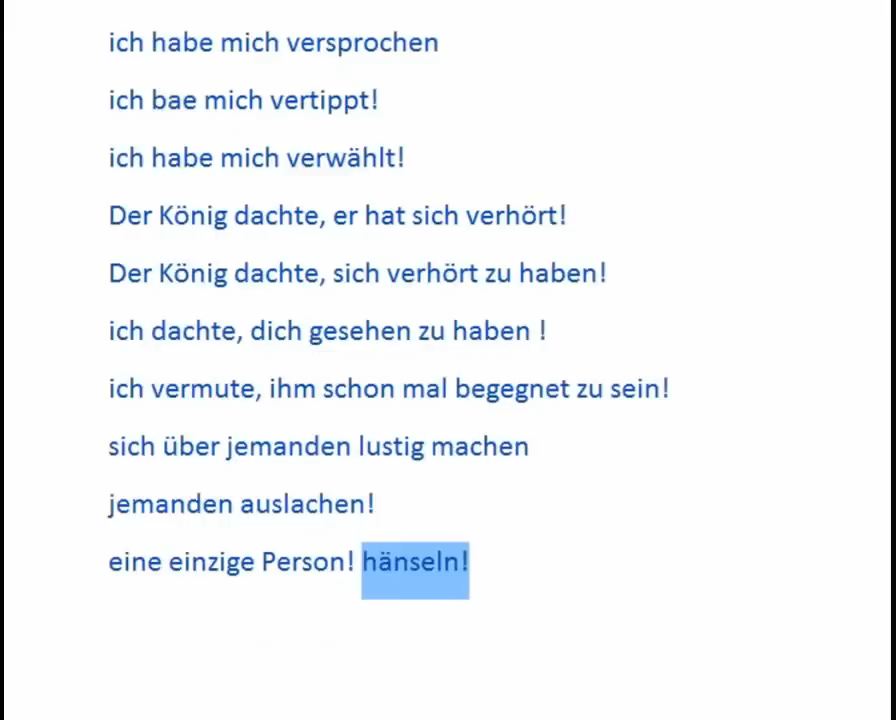 ich habe mich versprochen
ich bae mich vertippt!
ich habe mich verwählt!
Der König dachte, er hat sich verhört!
Der König dachte, sich verhört zu haben!
ich dachte, dich gesehen zu haben !
ich vermute, ihm schon mal begegnet zu sein!
sich über jemanden lustig machen
jemanden auslachen!
eine einzige Person! hänseln!